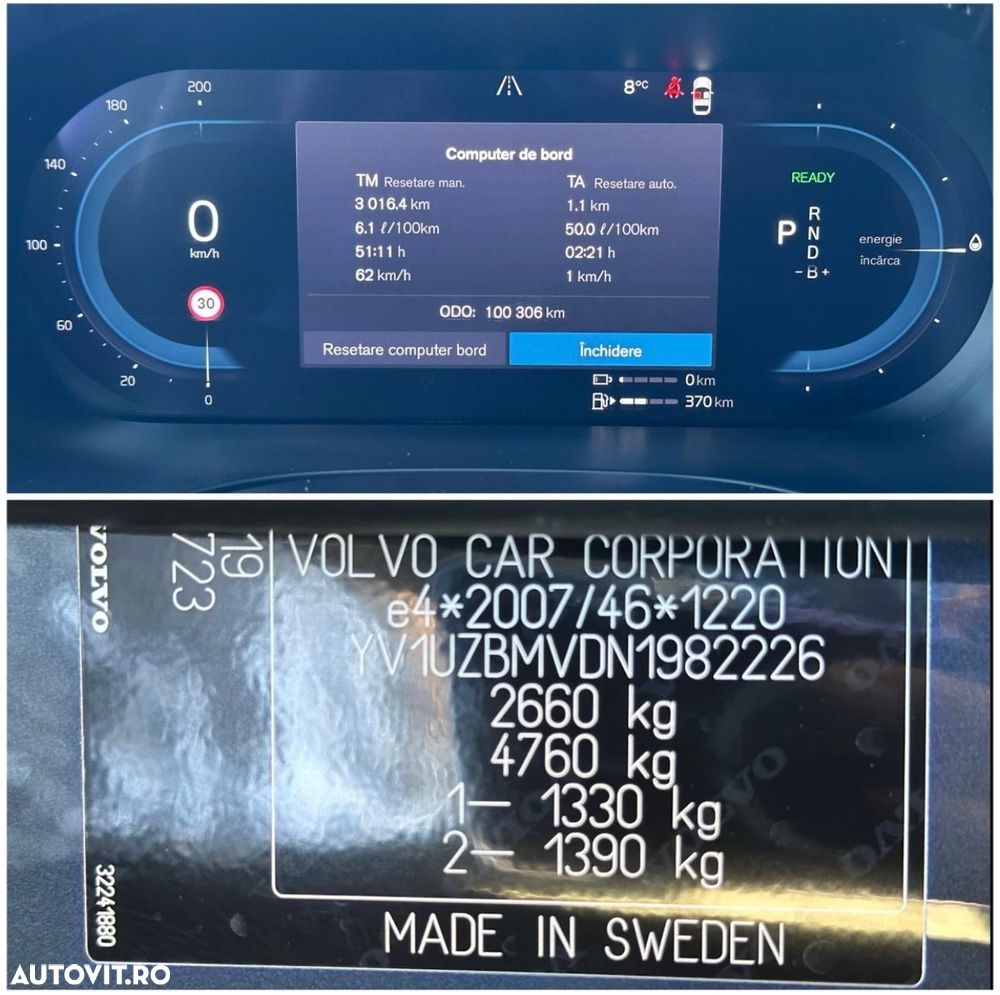 200
180
140
100
60
20
0
0
km/h
30
8°C
Computer de bord
TM Resetare man.
3 016.4 km
6.1 ℓ/100km
51:11 h
62 km/h
TA Resetare auto.
1.1 km
50.0 ℓ/100km
02:21 h
1 km/h
ODO: 100 306 km
Resetare computer bord
Închidere
0 km
370 km
READY
P
R
N
D
- B +
energie
încărca
VOLVO
19
723
32241880
VOLVO CAR CORPORATION
e4*2007/46*1220
YV1UZBMVDN1982226
2660 kg
4760 kg
1– 1330 kg
2– 1390 kg
MADE IN SWEDEN
VOLVO
AUTOVIT.RO